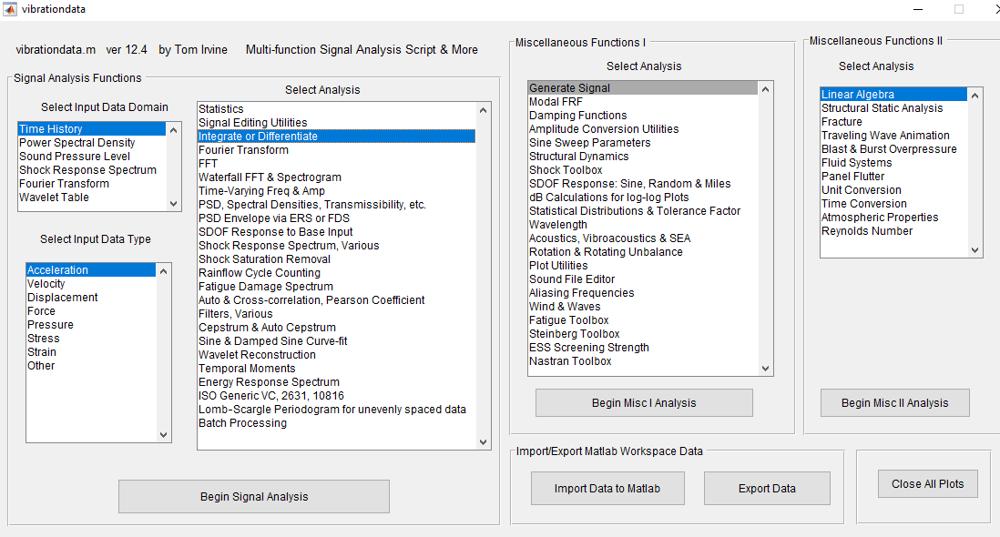 vibrationdata
vibrationdata.m ver 12.4 by Tom Irvine Multi-function Signal Analysis Script & More
Signal Analysis Functions
Select Input Data Domain
Time History
Power Spectral Density
Sound Pressure Level
Shock Response Spectrum
Fourier Transform
Wavelet Table
Select Input Data Type
Acceleration
Velocity
Displacement
Force
Pressure
Stress
Strain
Other
Select Analysis
Statistics
Signal Editing Utilities
Integrate or Differentiate
Fourier Transform
FFT
Waterfall FFT & Spectrogram
Time-Varying Freq & Amp
PSD, Spectral Densities, Transmissibility, etc.
PSD Envelope via ERS or FDS
SDOF Response to Base Input
Shock Response Spectrum, Various
Shock Saturation Removal
Rainflow Cycle Counting
Fatigue Damage Spectrum
Auto & Cross-correlation, Pearson Coefficient
Filters, Various
Cepstrum & Auto Cepstrum
Sine & Damped Sine Curve-fit
Wavelet Reconstruction
Temporal Moments
Energy Response Spectrum
ISO Generic VC, 2631, 10816
Lomb-Scargle Periodogram for unevenly spaced data
Batch Processing
Begin Signal Analysis
Miscellaneous Functions I
Select Analysis
Generate Signal
Modal FRF
Damping Functions
Amplitude Conversion Utilities
Sine Sweep Parameters
Structural Dynamics
Shock Toolbox
SDOF Response: Sine, Random & Miles
dB Calculations for log-log Plots
Statistical Distributions & Tolerance Factor
Wavelength
Acoustics, Vibroacoustics & SEA
Rotation & Rotating Unbalance
Plot Utilities
Sound File Editor
Aliasing Frequencies
Wind & Waves
Fatigue Toolbox
Steinberg Toolbox
ESS Screening Strength
Nastran Toolbox
Begin Misc I Analysis
Miscellaneous Functions II
Select Analysis
Linear Algebra
Structural Static Analysis
Fracture
Traveling Wave Animation
Blast & Burst Overpressure
Fluid Systems
Panel Flutter
Unit Conversion
Time Conversion
Atmospheric Properties
Reynolds Number
Begin Misc II Analysis
Import/Export Matlab Workspace Data
Import Data to Matlab
Export Data
Close All Plots